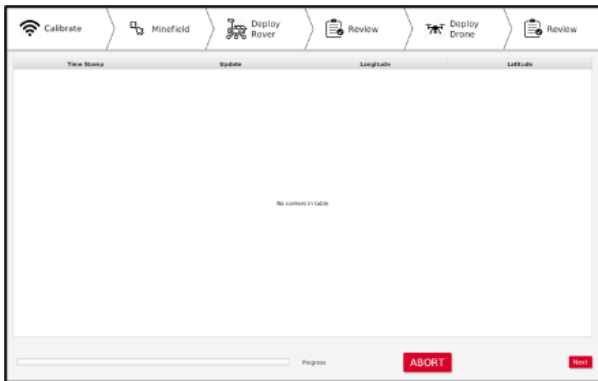 Calibrate
Minefield
Deploy
Rover
Review
Deploy
Drone
Review
Time Stamp Update Longitude Latitude
No content in table
Progress ABORT Next